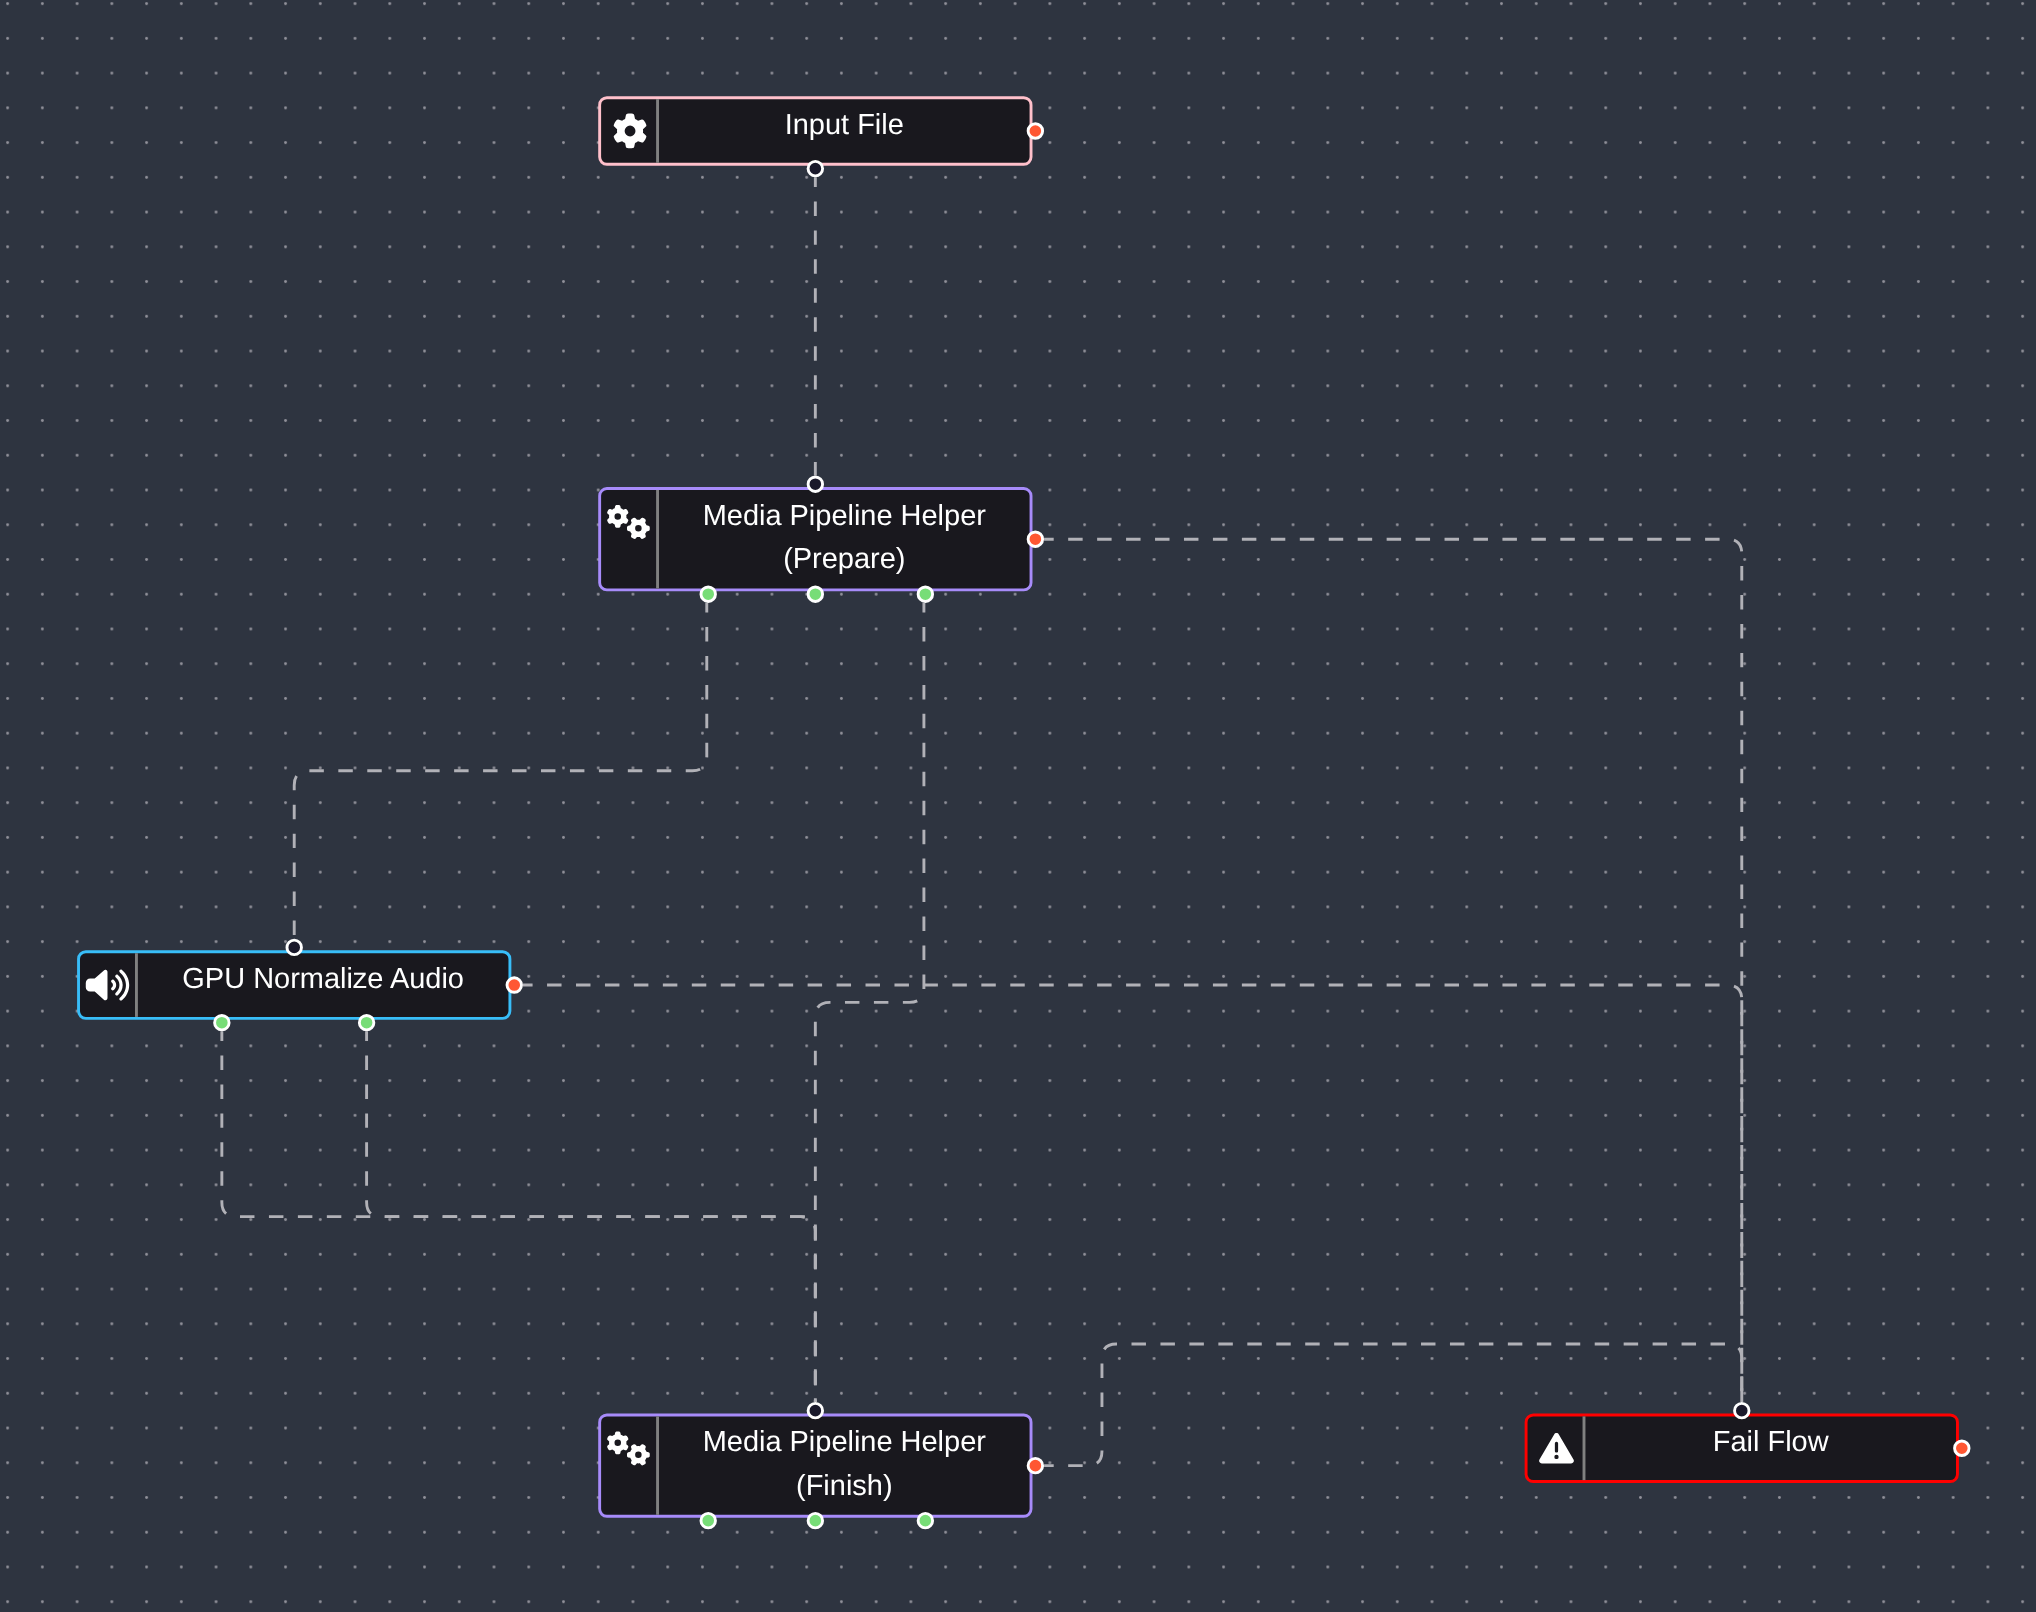 Input File
Media Pipeline Helper
(Prepare)
GPU Normalize Audio
Media Pipeline Helper
(Finish)
Fail Flow